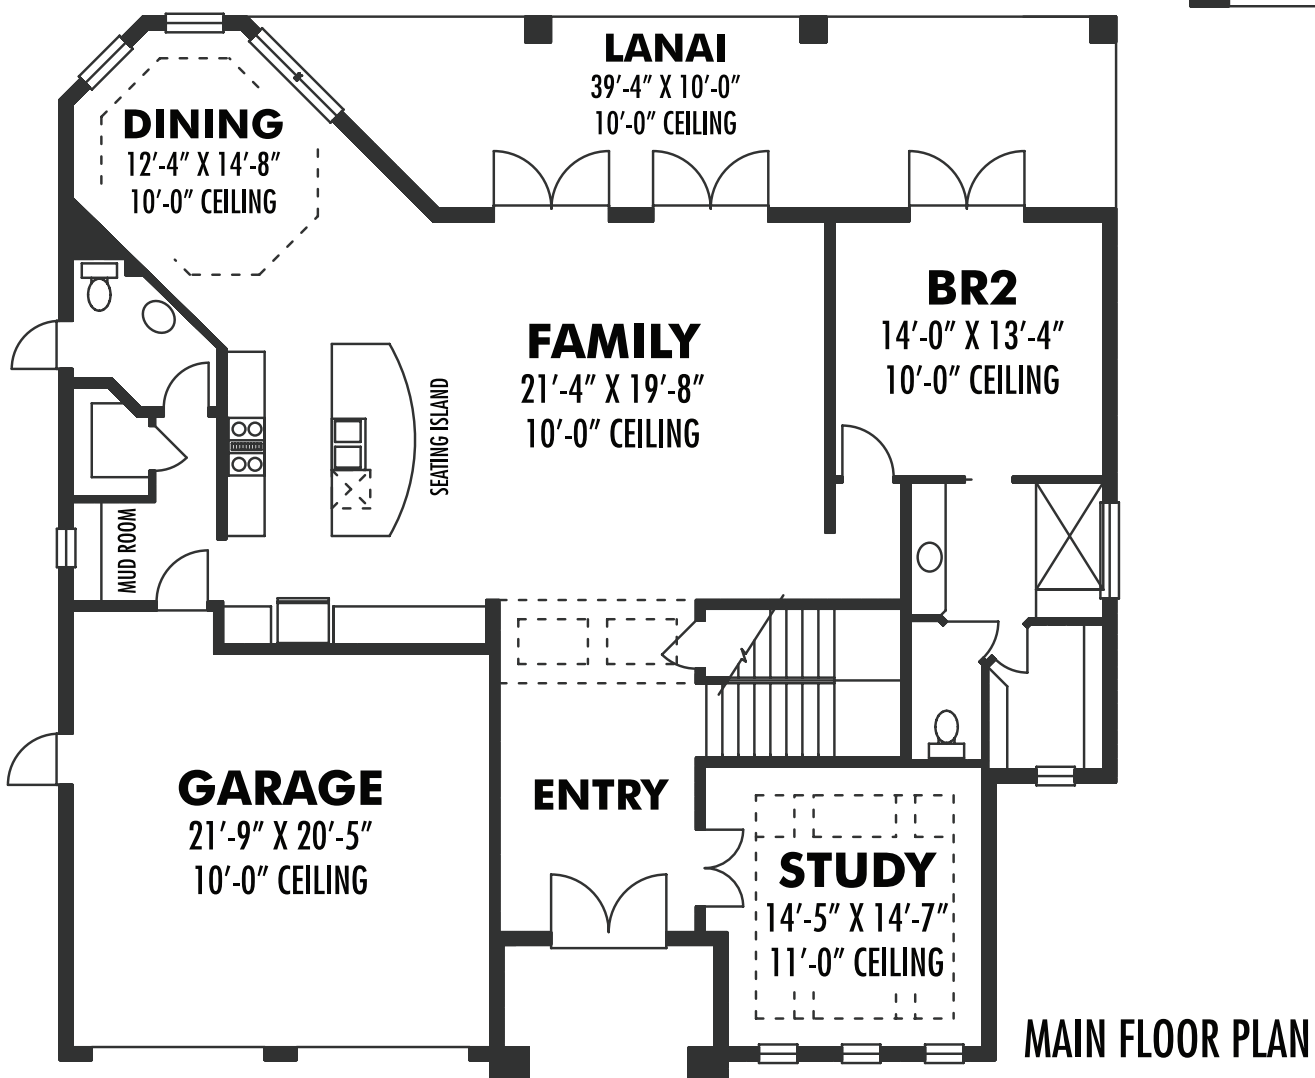 LANAI
39'-4" X 10'-0"
10'-0" CEILING
DINING
12'-4" X 14'-8"
10'-0" CEILING
BR2
14'-0" X 13'-4"
10'-0" CEILING
FAMILY
21'-4" X 19'-8"
10'-0" CEILING
SEATING ISLAND
MUD ROOM
GARAGE
21'-9" X 20'-5"
10'-0" CEILING
ENTRY
STUDY
14'-5" X 14'-7"
11'-0" CEILING
MAIN FLOOR PLAN